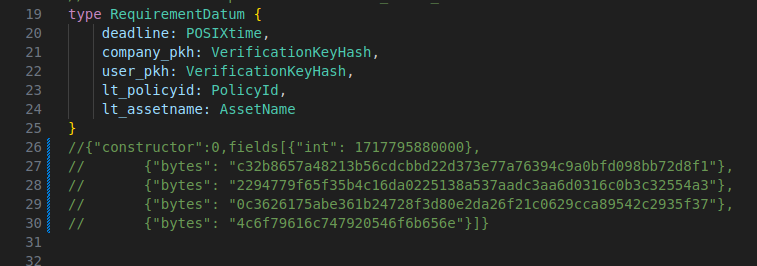 19 type RequirementDatum {
20 deadline: POSIXtime,
21 company_pkh: VerificationKeyHash,
22 user_pkh: VerificationKeyHash,
23 lt_policyid: PolicyId,
24 lt_assetname: AssetName
25 }
26 //{"constructor":0,fields[{"int": 1717795880000},
27 // {"bytes": "c32b8657a48213b56cdcbbd22d373e77a76394c9a0bfd098bb72d8f1"},
28 // {"bytes": "2294779f65f35b4c16da0225138a537aadc3aa6d0316c0b3c32554a3"},
29 // {"bytes": "0c3626175abe361b24728f3d80e2da26f21c0629cca89542c2935f37"},
30 // {"bytes": "4c6f79616c747920546f6b656e"}]}
31
32